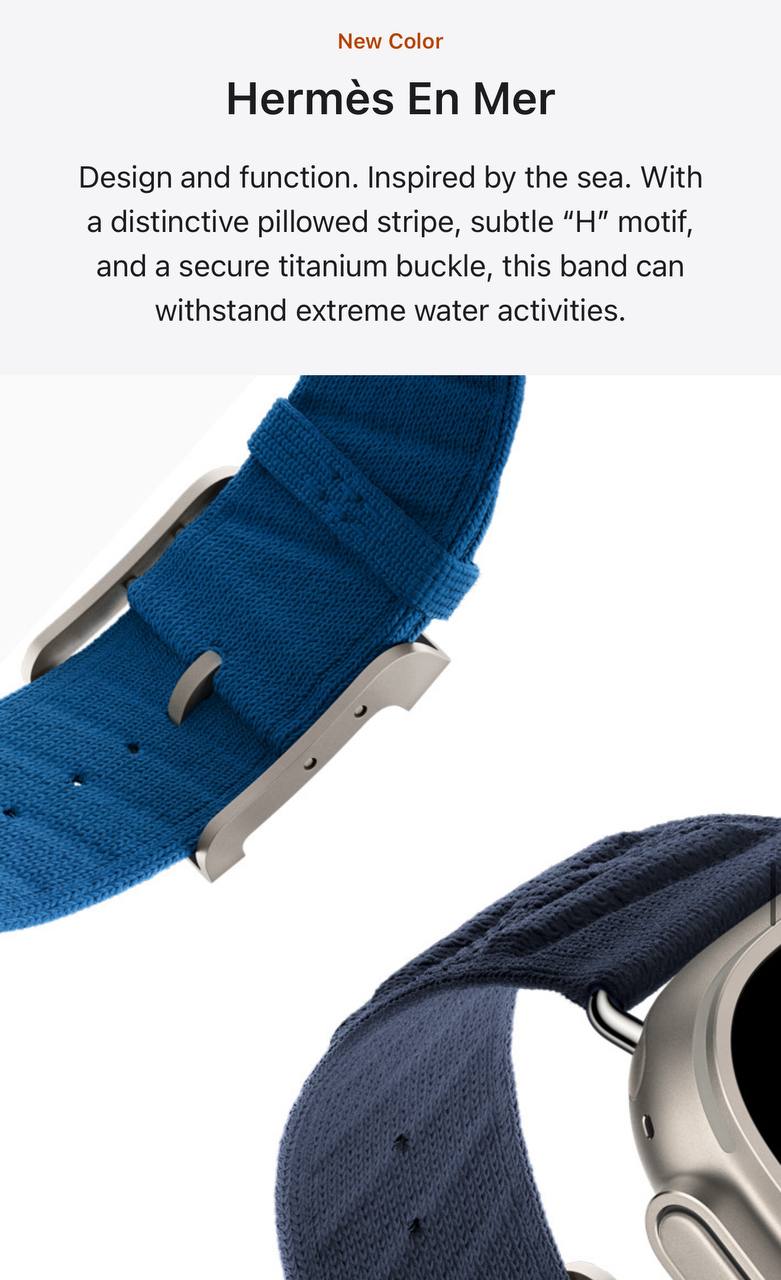 New Color
Hermès En Mer
Design and function. Inspired by the sea. With
a distinctive pillowed stripe, subtle “H” motif,
and a secure titanium buckle, this band can
withstand extreme water activities.